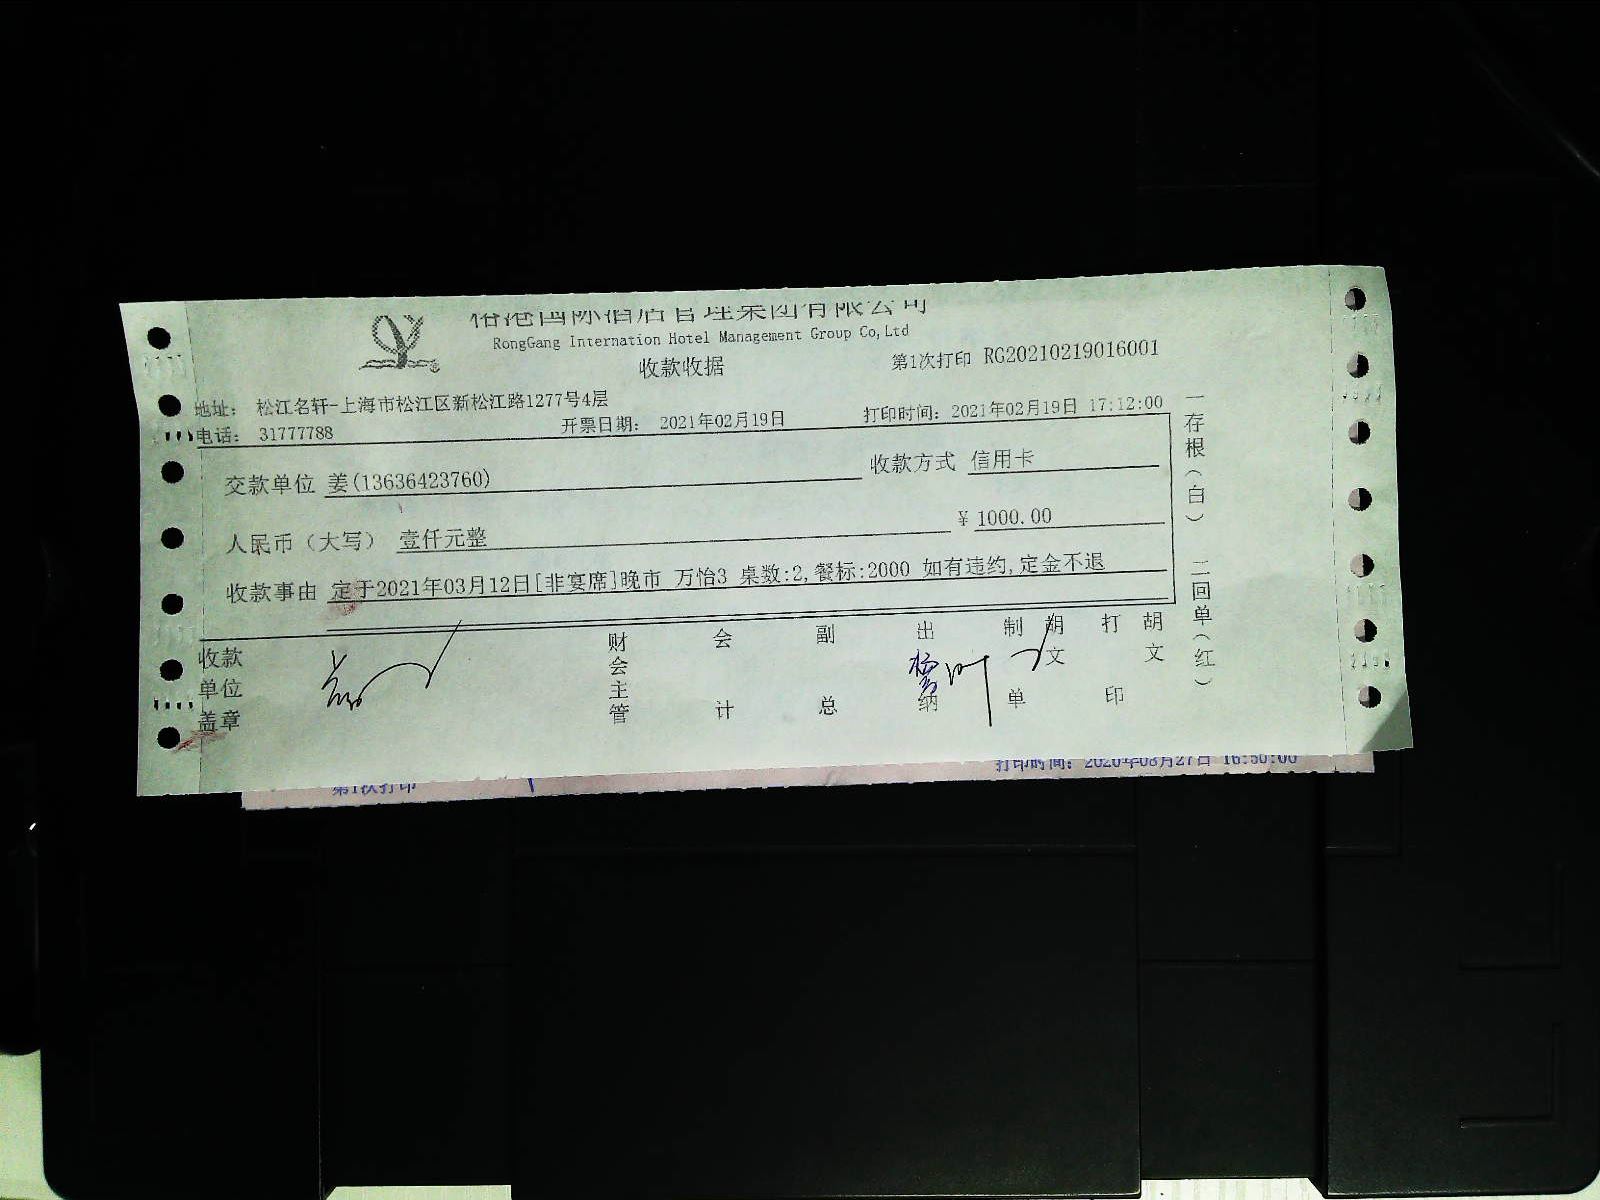 国际酒店管理集团有限公司
RongGang Internation Hotel Management Group Co,Ltd
收款收据
第1次打印 RG20210219016001
地址: 松江名轩-上海市松江区新松江路1277号4层
电话: 31777788
开票日期: 2021年02月19日
打印时间: 2021年02月19日 17:12:00
交款单位 姜(13636423760)
收款方式 信用卡
人民币(大写) 壹仟元整
¥ 1000.00
收款事由 定于2021年03月12日[非宴席]晚市 万怡3 桌数:2,餐标:2000 如有违约,定金不退
收款单位盖章
财会主管
会计
副总
出纳
制单
胡文
打印
胡文
一存根(白) 二回单(红)
第1次打印
打印时间: 2020年08月27日 16:50:00